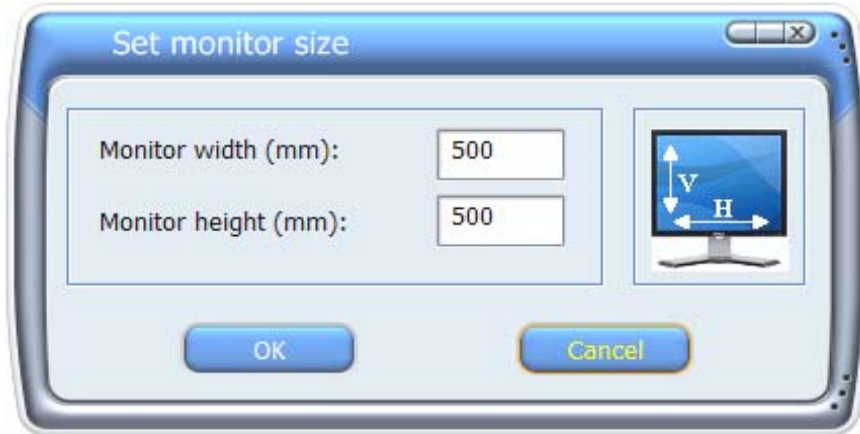 Set monitor size
Monitor width (mm): 500
Monitor height (mm): 500
V
H
OK Cancel